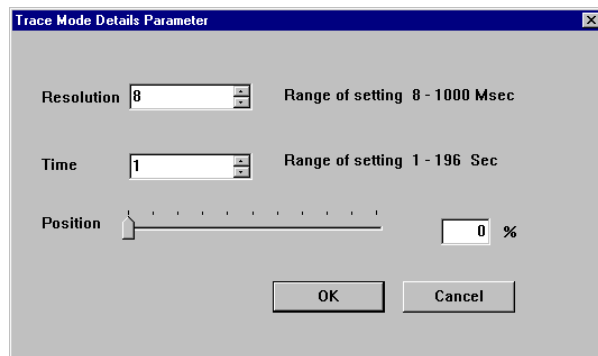 Trace Mode Details Parameter
Resolution 8 Range of setting 8 - 1000 Msec
Time 1 Range of setting 1 - 196 Sec
Position 0 %
OK Cancel